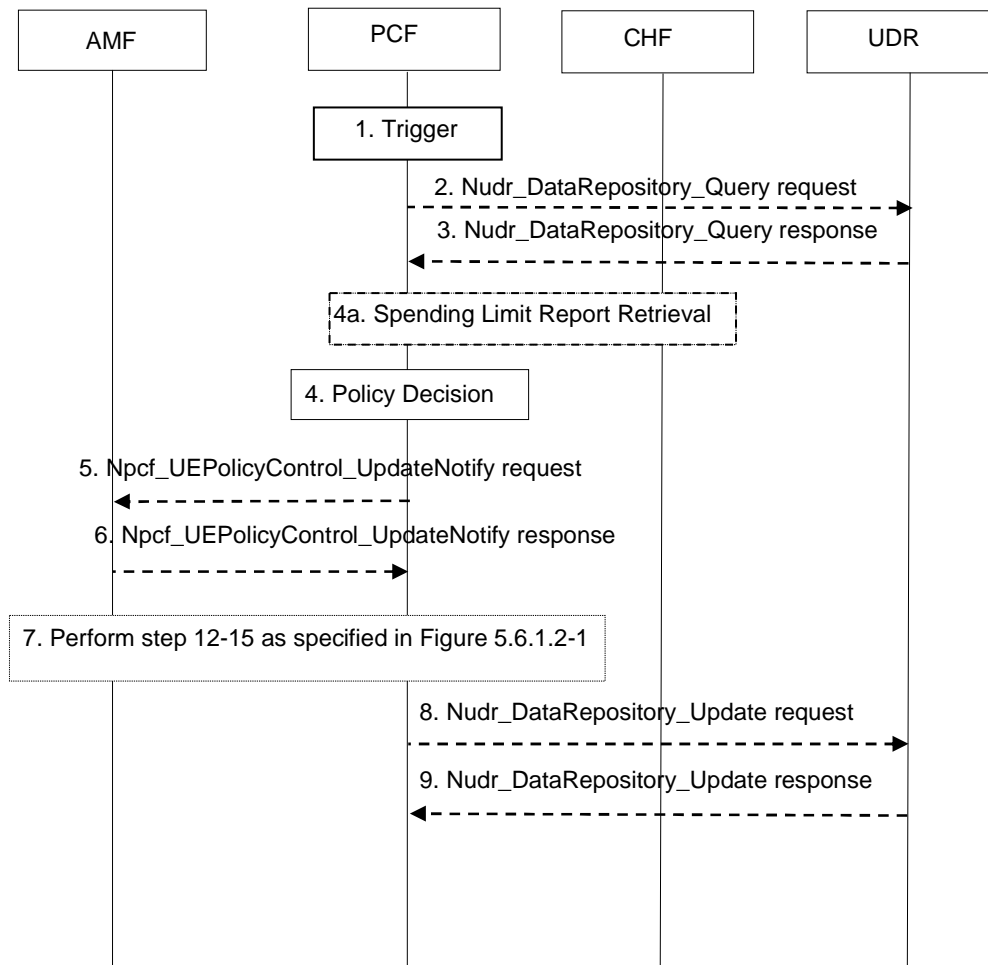 AMF
PCF
CHF
UDR
1. Trigger
2. Nudr_DataRepository_Query request
3. Nudr_DataRepository_Query response
4a. Spending Limit Report Retrieval
4. Policy Decision
5. Npcf_UEPolicyControl_UpdateNotify request
6. Npcf_UEPolicyControl_UpdateNotify response
7. Perform step 12-15 as specified in Figure 5.6.1.2-1
8. Nudr_DataRepository_Update request
9. Nudr_DataRepository_Update response